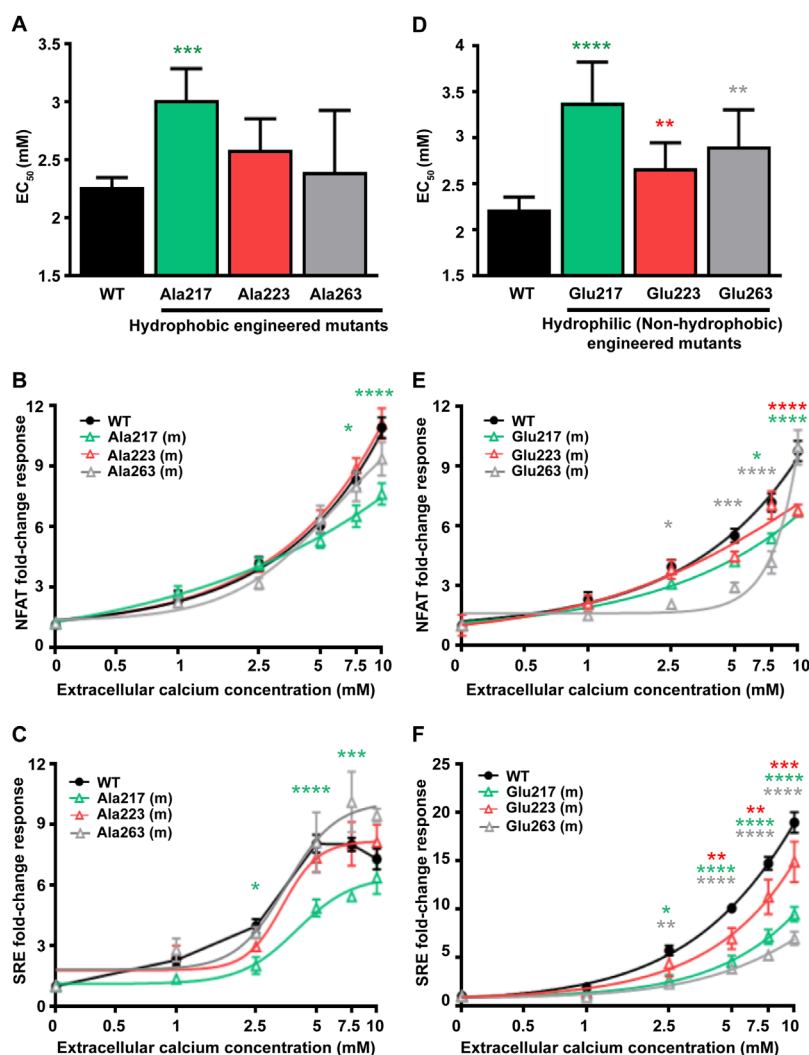 A
***
3.5
3
2.5
2
1.5
EC50 (mM)
WT
Ala217
Ala223
Ala263
Hydrophobic engineered mutants
D
****
**
**
4
3.5
3
2.5
2
1.5
EC50 (mM)
WT
Glu217
Glu223
Glu263
Hydrophilic (Non-hydrophobic)
engineered mutants
B
WT
Ala217 (m)
Ala223 (m)
Ala263 (m)
*
****
12
9
6
3
0
NFAT fold-change response
0 0.5 1 2.5 5 7.5 10
Extracellular calcium concentration (mM)
E
WT
Glu217 (m)
Glu223 (m)
Glu263 (m)
*
***
*
****
****
****
12
9
6
3
0
NFAT fold-change response
0 0.5 1 2.5 5 7.5 10
Extracellular calcium concentration (mM)
C
WT
Ala217 (m)
Ala223 (m)
Ala263 (m)
*
****
***
12
9
6
3
0
SRE fold-change response
0 0.5 1 2.5 5 7.5 10
Extracellular calcium concentration (mM)
F
WT
Glu217 (m)
Glu223 (m)
Glu263 (m)
*
**
**
****
****
**
****
****
***
****
****
25
20
15
10
5
0
SRE fold-change response
0 0.5 1 2.5 5 7.5 10
Extracellular calcium concentration (mM)